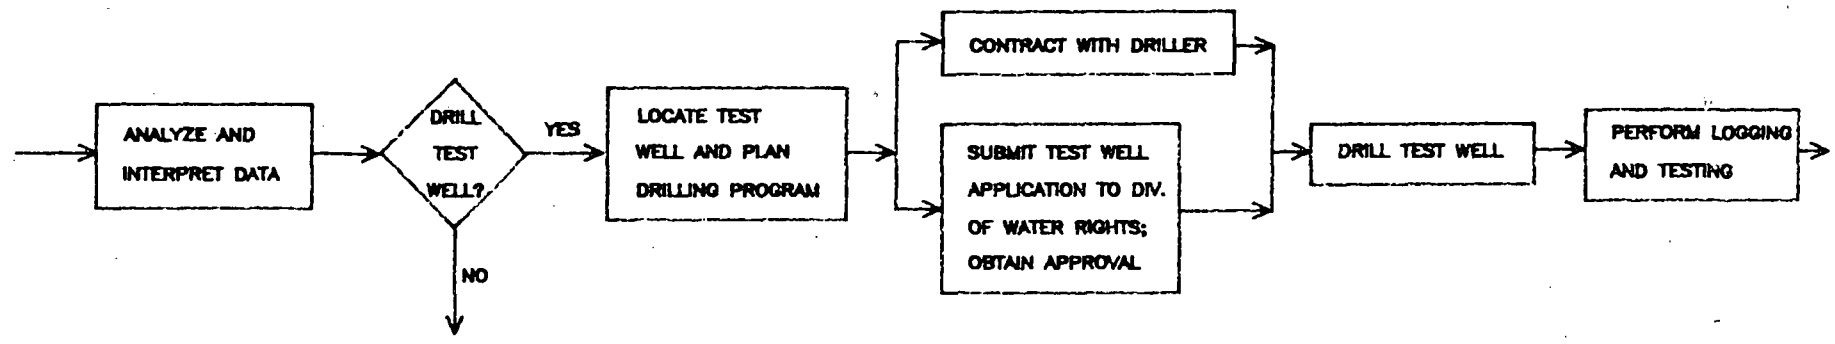 ANALYZE AND
INTERPRET DATA
DRILL
TEST
WELL?
YES
NO
LOCATE TEST
WELL AND PLAN
DRILLING PROGRAM
CONTRACT WITH DRILLER
SUBMIT TEST WELL
APPLICATION TO DIV.
OF WATER RIGHTS;
OBTAIN APPROVAL
DRILL TEST WELL
PERFORM LOGGING
AND TESTING